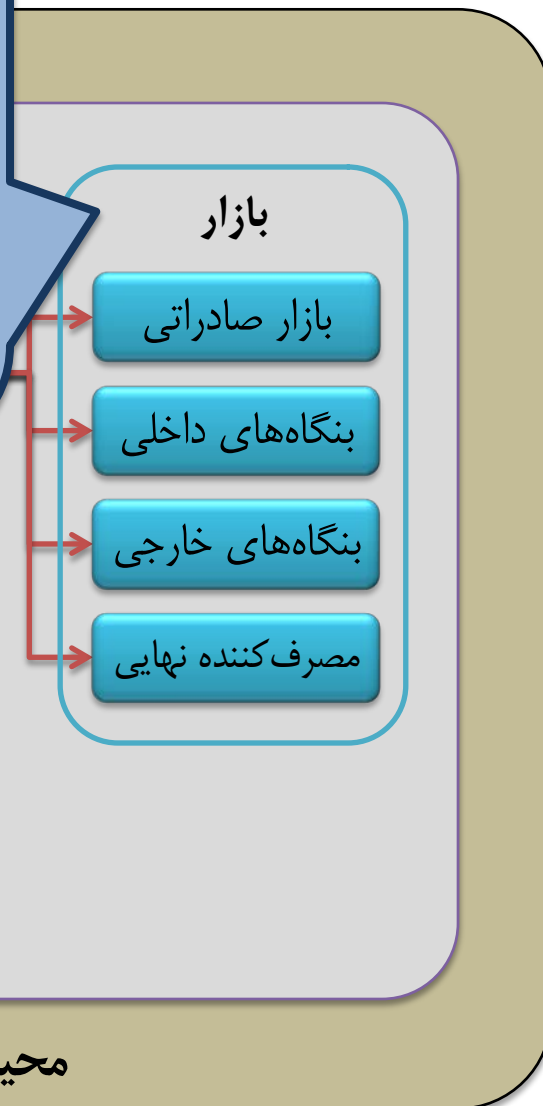 بازار
بازار صادراتی
بنگاه‌های داخلی
بنگاه‌های خارجی
مصرف‌کننده نهایی